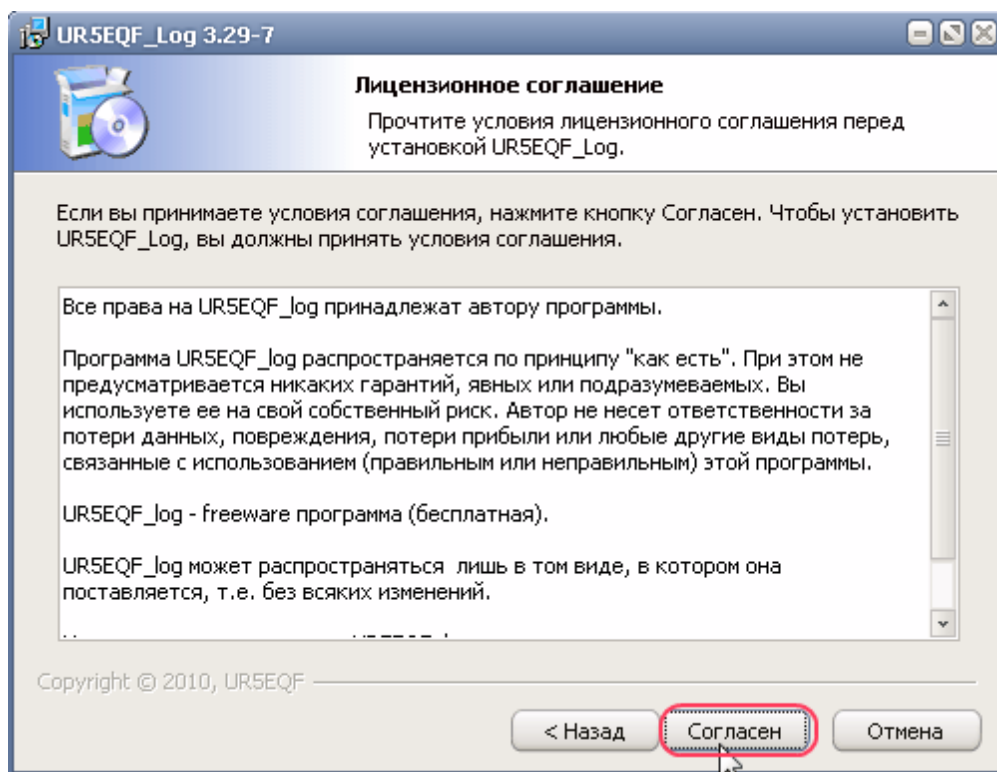 UR5EQF_Log 3.29-7
Лицензионное соглашение
Прочтите условия лицензионного соглашения перед
установкой UR5EQF_Log.
Если вы принимаете условия соглашения, нажмите кнопку Согласен. Чтобы установить
UR5EQF_Log, вы должны принять условия соглашения.
Все права на UR5EQF_log принадлежат автору программы.
Программа UR5EQF_log распространяется по принципу "как есть". При этом не
предусматривается никаких гарантий, явных или подразумеваемых. Вы
используете ее на свой собственный риск. Автор не несет ответственности за
потери данных, повреждения, потери прибыли или любые другие виды потерь,
связанные с использованием (правильным или неправильным) этой программы.
UR5EQF_log - freeware программа (бесплатная).
UR5EQF_log может распространяться  лишь в том виде, в котором она
поставляется, т.е. без всяких изменений.
Copyright © 2010, UR5EQF
< Назад
Согласен
Отмена